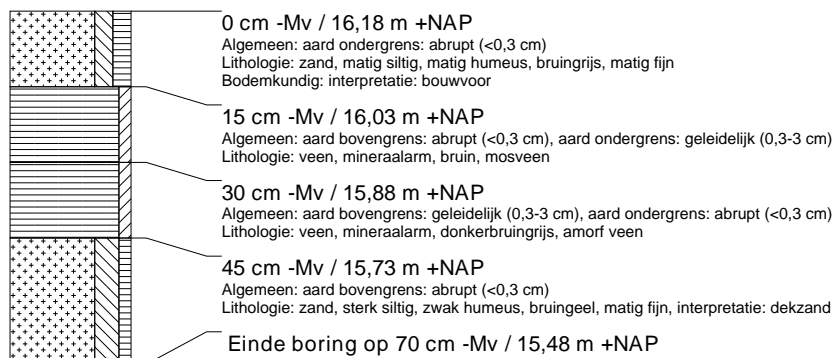 0 cm -Mv / 16,18 m +NAP
Algemeen: aard ondergrens: abrupt (<0,3 cm)
Lithologie: zand, matig siltig, matig humeus, bruingrijs, matig fijn
Bodemkundig: interpretatie: bouwvoor
15 cm -Mv / 16,03 m +NAP
Algemeen: aard bovengrens: abrupt (<0,3 cm), aard ondergrens: geleidelijk (0,3-3 cm)
Lithologie: veen, mineraalarm, bruin, mosveen
30 cm -Mv / 15,88 m +NAP
Algemeen: aard bovengrens: geleidelijk (0,3-3 cm), aard ondergrens: abrupt (<0,3 cm)
Lithologie: veen, mineraalarm, donkerbruingrijs, amorf veen
45 cm -Mv / 15,73 m +NAP
Algemeen: aard bovengrens: abrupt (<0,3 cm)
Lithologie: zand, sterk siltig, zwak humeus, bruingeel, matig fijn, interpretatie: dekzand
Einde boring op 70 cm -Mv / 15,48 m +NAP